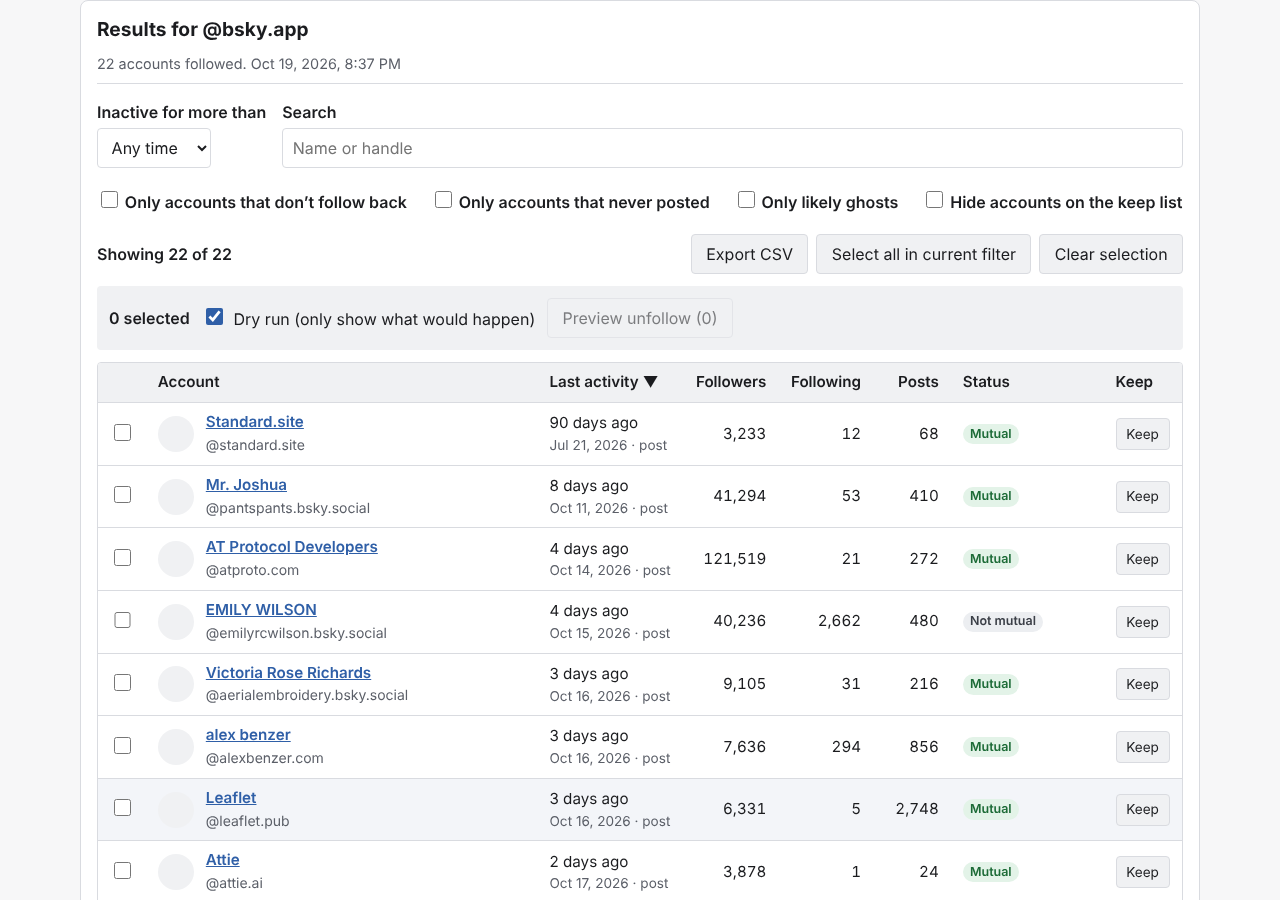 Results for @bsky.app
22 accounts followed. Oct 19, 2026, 8:37 PM
Inactive for more than Search
Any time Name or handle
Only accounts that don’t follow back Only accounts that never posted Only likely ghosts Hide accounts on the keep list
Showing 22 of 22 Export CSV Select all in current filter Clear selection
0 selected Dry run (only show what would happen) Preview unfollow (0)
Account Last activity ▼ Followers Following Posts Status Keep
Standard.site 90 days ago 3,233 12 68 Mutual Keep
@standard.site Jul 21, 2026 · post
Mr. Joshua 8 days ago 41,294 53 410 Mutual Keep
@pantspants.bsky.social Oct 11, 2026 · post
AT Protocol Developers 4 days ago 121,519 21 272 Mutual Keep
@atproto.com Oct 14, 2026 · post
EMILY WILSON 4 days ago 40,236 2,662 480 Not mutual Keep
@emilyrcwilson.bsky.social Oct 15, 2026 · post
Victoria Rose Richards 3 days ago 9,105 31 216 Mutual Keep
@aerialembroidery.bsky.social Oct 16, 2026 · post
alex benzer 3 days ago 7,636 294 856 Mutual Keep
@alexbenzer.com Oct 16, 2026 · post
Leaflet 3 days ago 6,331 5 2,748 Mutual Keep
@leaflet.pub Oct 16, 2026 · post
Attie 2 days ago 3,878 1 24 Mutual Keep
@attie.ai Oct 17, 2026 · post